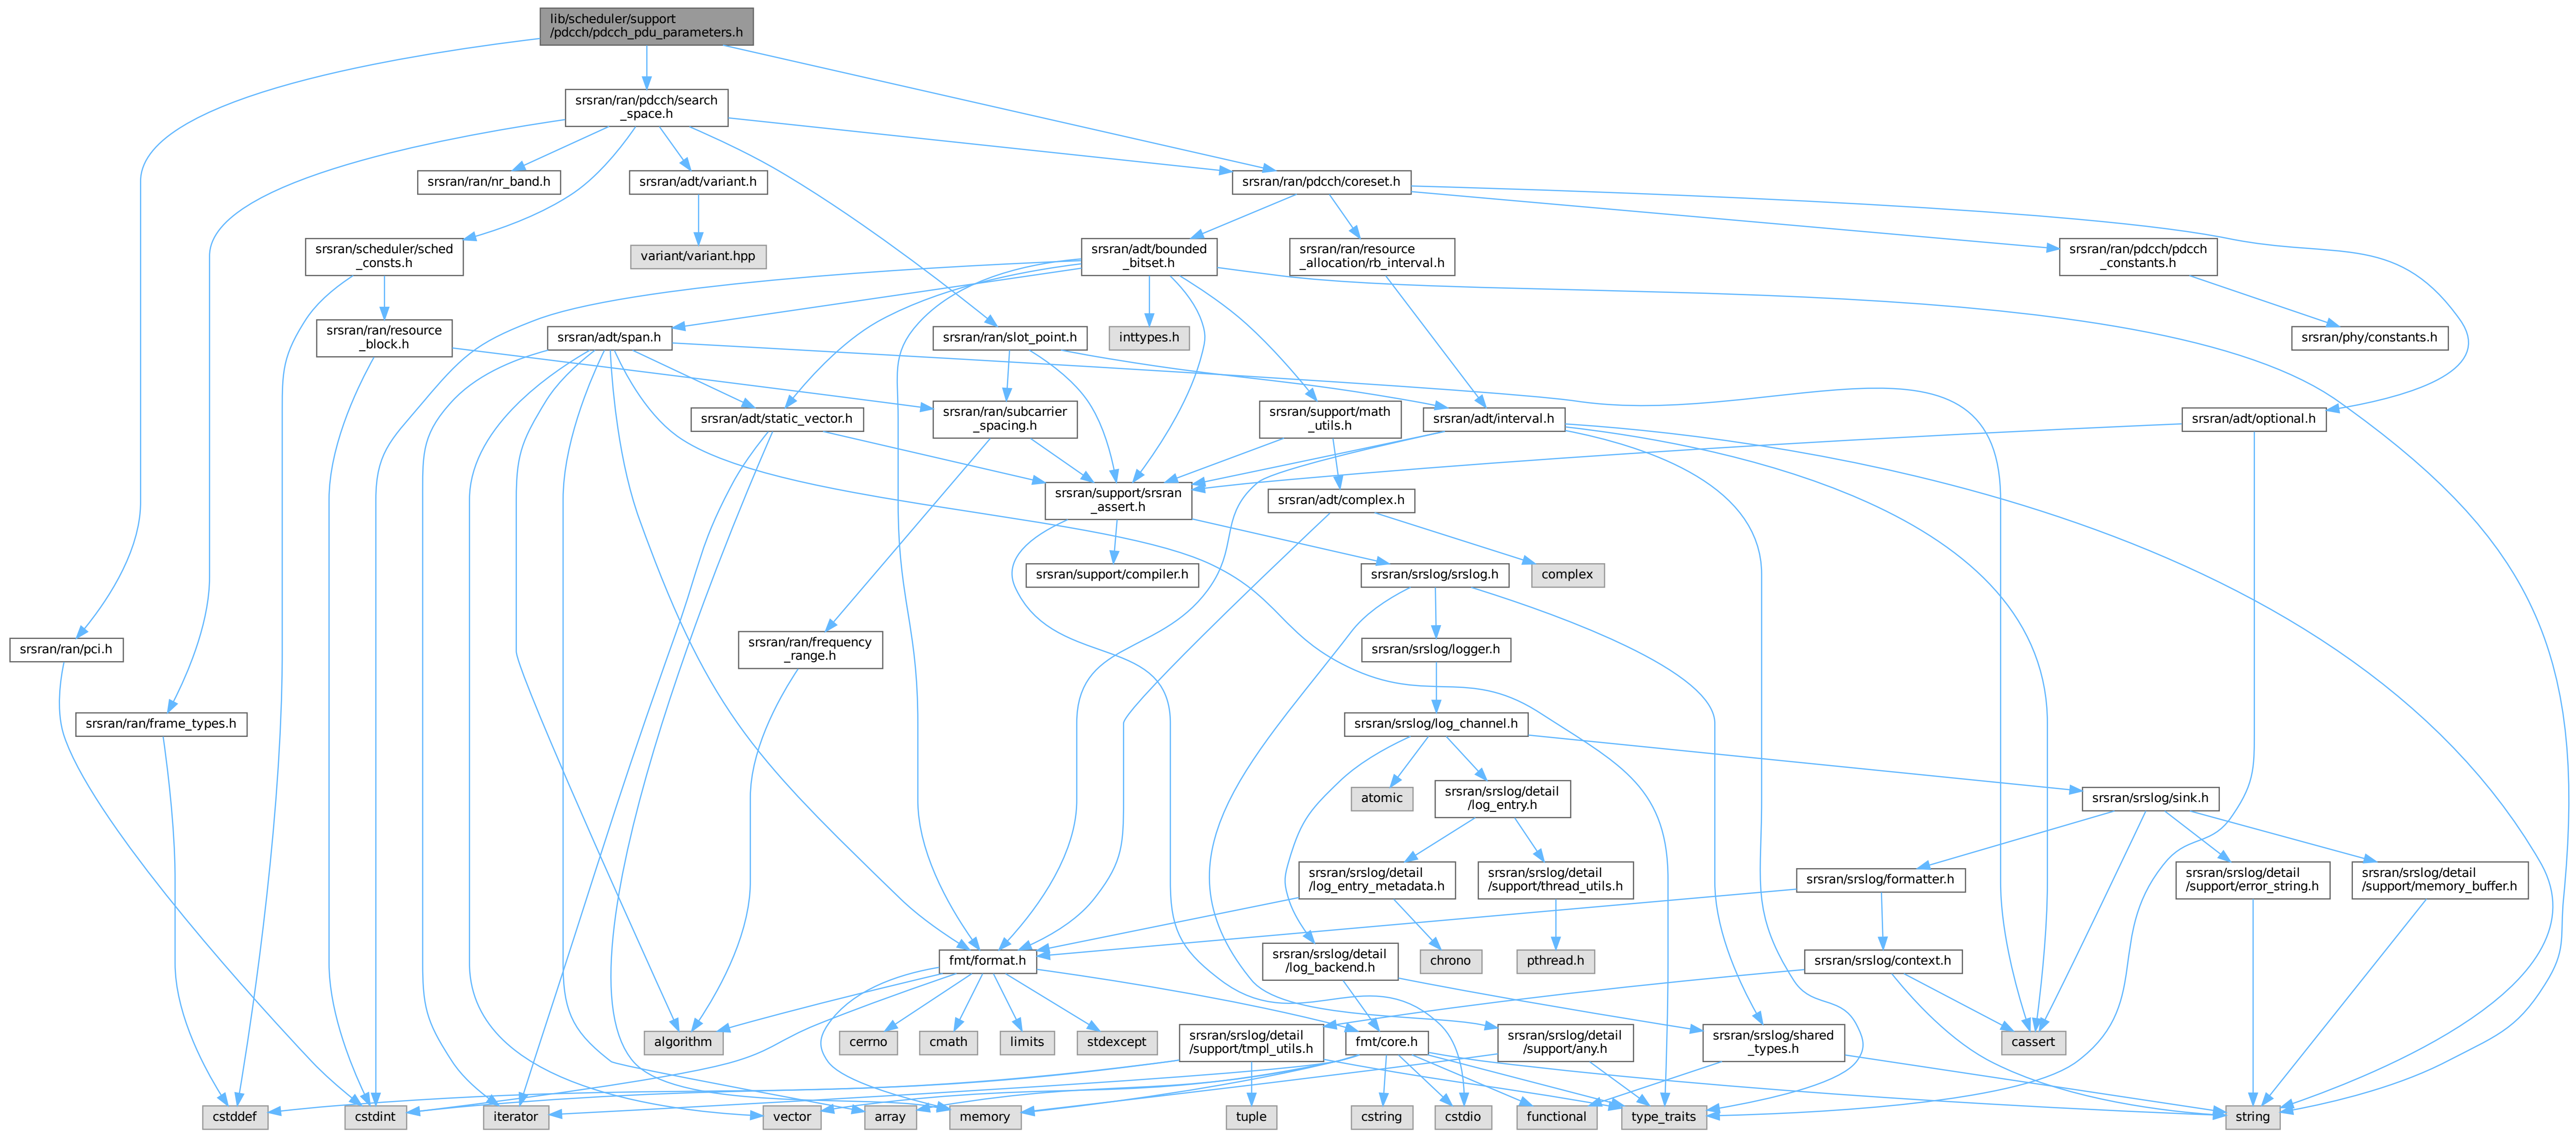 lib/scheduler/support
/pdcch/pdcch_pdu_parameters.h
srsran/ran/pdcch/search
_space.h
srsran/ran/nr_band.h
srsran/adt/variant.h
srsran/ran/pdcch/coreset.h
srsran/scheduler/sched
_consts.h
variant/variant.hpp
srsran/adt/bounded
_bitset.h
srsran/ran/resource
_allocation/rb_interval.h
srsran/ran/pdcch/pdcch
_constants.h
srsran/ran/resource
_block.h
srsran/adt/span.h
srsran/ran/slot_point.h
inttypes.h
srsran/phy/constants.h
srsran/adt/static_vector.h
srsran/ran/subcarrier
_spacing.h
srsran/support/math
_utils.h
srsran/adt/interval.h
srsran/adt/optional.h
srsran/support/srsran
_assert.h
srsran/adt/complex.h
srsran/support/compiler.h
srsran/srslog/srslog.h
complex
srsran/ran/pci.h
srsran/ran/frequency
_range.h
srsran/srslog/logger.h
srsran/ran/frame_types.h
srsran/srslog/log_channel.h
atomic
srsran/srslog/detail
/log_entry.h
srsran/srslog/sink.h
srsran/srslog/detail
/log_entry_metadata.h
srsran/srslog/detail
/support/thread_utils.h
srsran/srslog/formatter.h
srsran/srslog/detail
/support/error_string.h
srsran/srslog/detail
/support/memory_buffer.h
fmt/format.h
srsran/srslog/detail
/log_backend.h
chrono
pthread.h
srsran/srslog/context.h
algorithm
cerrno
cmath
limits
stdexcept
srsran/srslog/detail
/support/tmpl_utils.h
fmt/core.h
srsran/srslog/detail
/support/any.h
srsran/srslog/shared
_types.h
cassert
cstddef
cstdint
iterator
vector
array
memory
tuple
cstring
cstdio
functional
type_traits
string